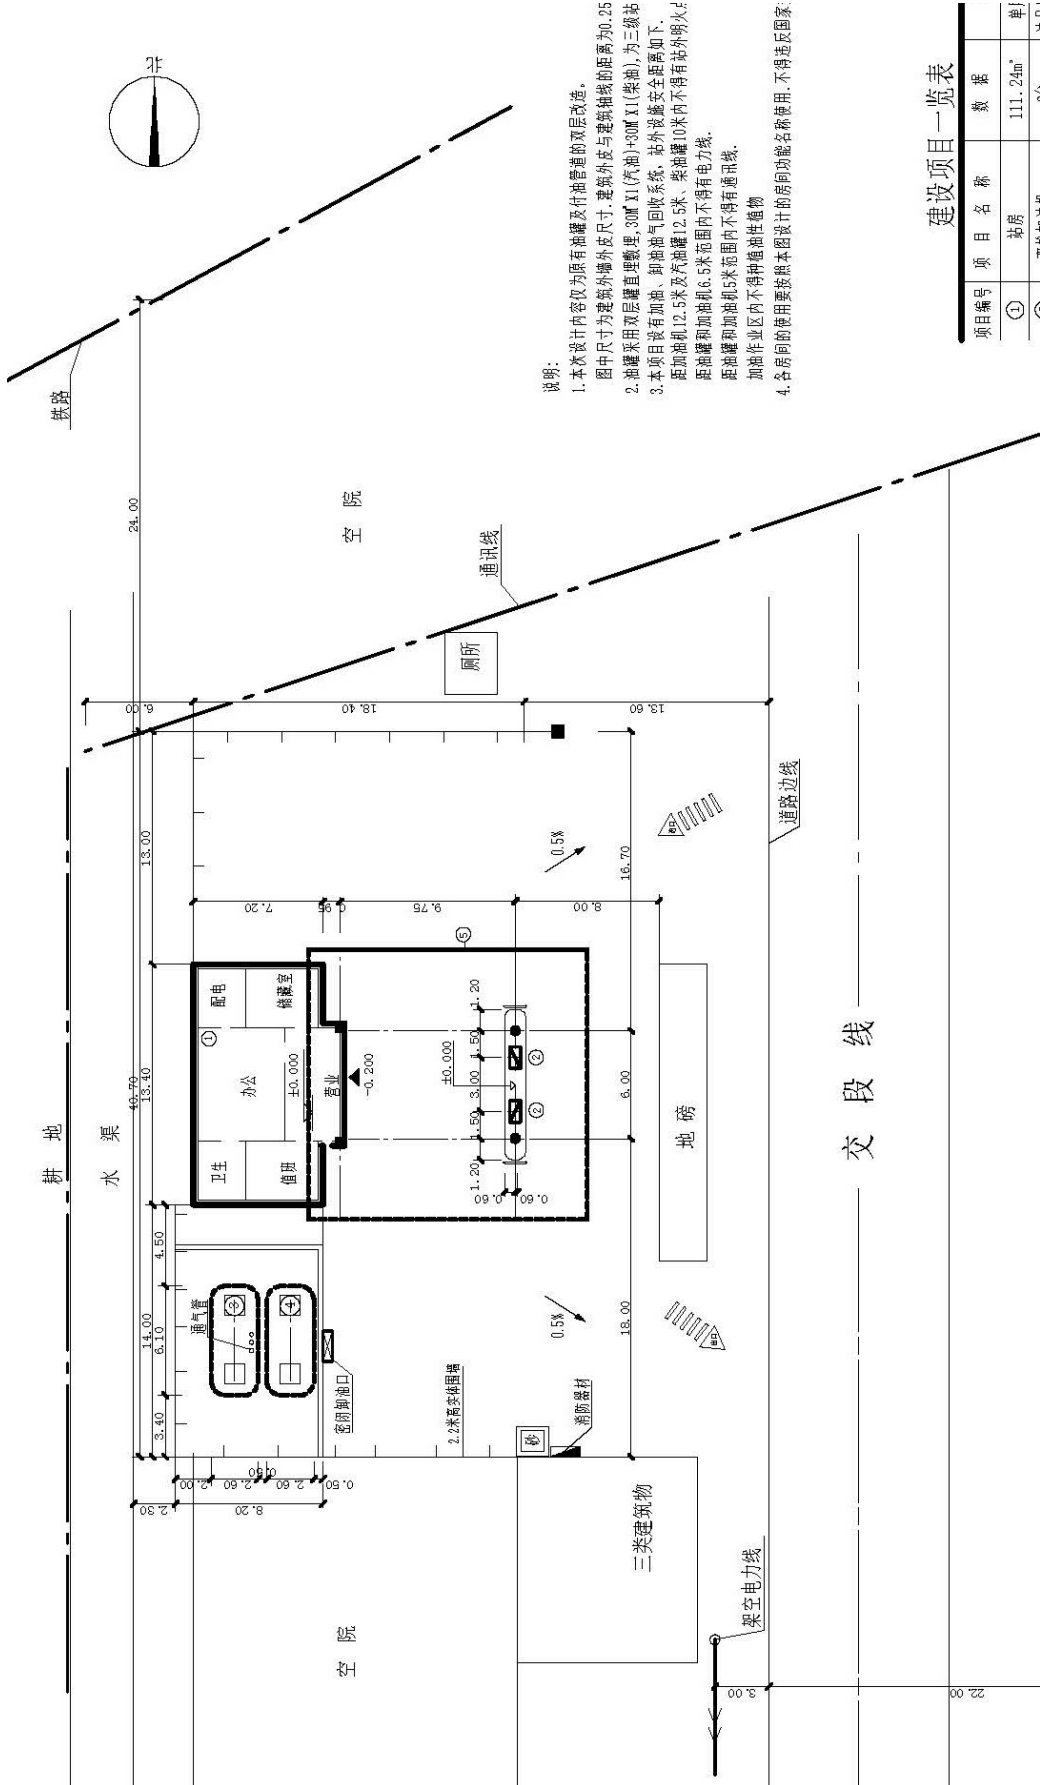 北
铁路
24.00
空院
通讯线
厕所
说明:
1.本次设计内容仅为原有油罐及付油管道的双层改造。
图中尺寸为建筑外墙外皮尺寸.建筑外皮与建筑轴线的距离为0.25
2.油罐采用双层罐直埋敷埋,30㎥X1(汽油)+30㎥X1(柴油),为三级站
3.本项目设有加油、卸油油气回收系统, 站外设施安全距离如下.
距加油机12.5米及汽油罐12.5米、柴油罐10米内不得有站外明火
距油罐和加油机6.5米范围内不得有电力线.
距油罐和加油机5米范围内不得有通讯线.
加油作业区内不得种植油性植物
4.各房间的使用要按照本图设计的房间功能名称使用.不得违反国家
建设项目一览表
项目编号 项目名称 数据
① 站房 111.24㎡
耕地
水渠
6.00
18.40
13.60
13.00
40.70
13.40
7.20
0.95
9.75
8.00
16.70
0.5%
道路边线
⑤
①
配电
储藏室
办公
±0.000
营业
-0.200
卫生
值班
1.20
1.50
3.00
1.50
1.20
±0.000
②
②
0.60
0.60
6.00
地磅
交段线
4.50
14.00
6.10
3.40
通气管
③
④
密闭卸油口
2.2米高实体围墙
0.5%
18.00
砂
消防器材
2.30
2.00
2.60
0.50
2.60
0.50
8.20
三类建筑物
空院
架空电力线
3.00
22.00